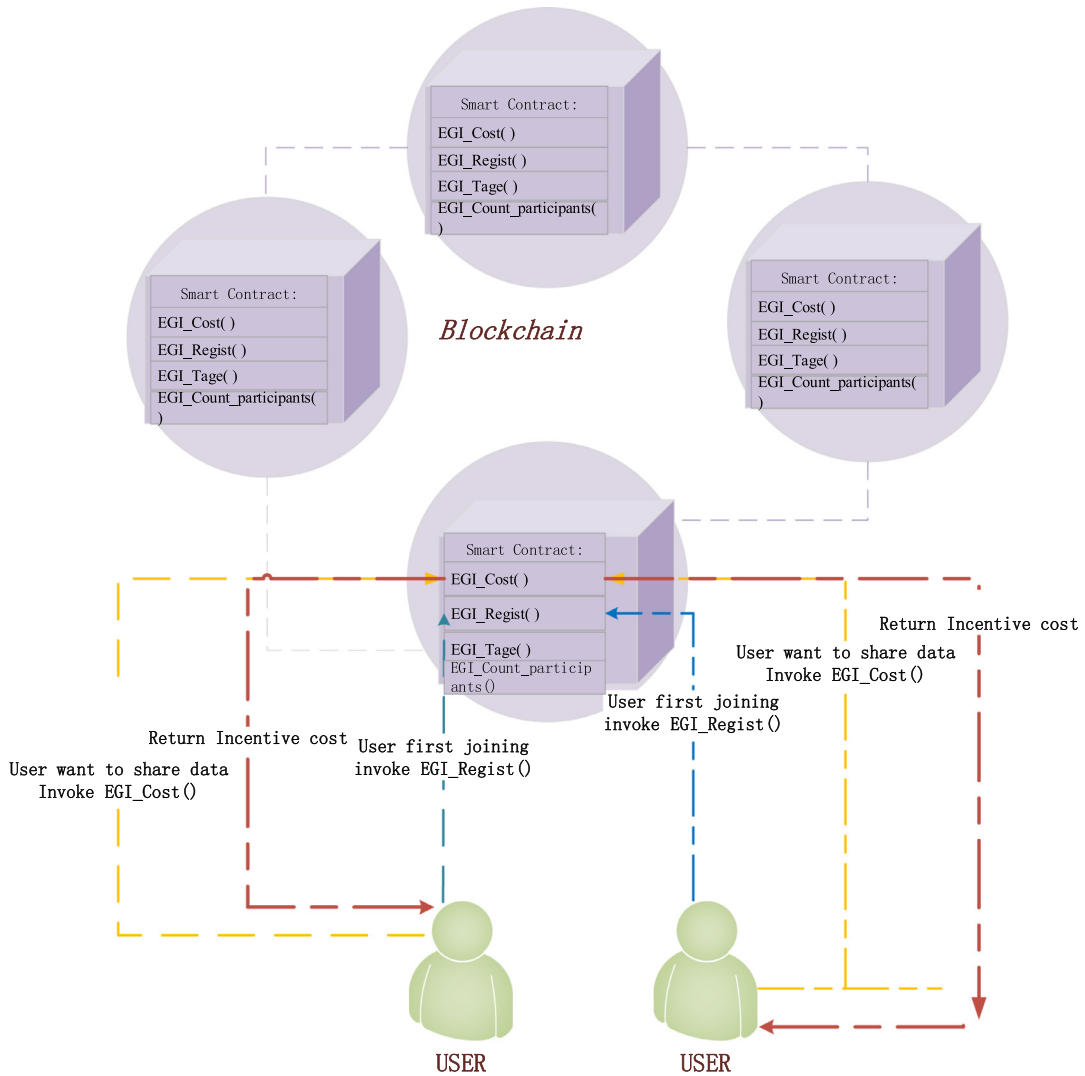 Smart Contract:
EGI_Cost( )
EGI_Regist( )
EGI_Tage( )
EGI_Count_participants(
)
Smart Contract:
EGI_Cost( )
EGI_Regist( )
EGI_Tage( )
EGI_Count_participants(
)
Smart Contract:
EGI_Cost( )
EGI_Regist( )
EGI_Tage( )
EGI_Count_participants(
)
Blockchain
Smart Contract:
EGI_Cost( )
EGI_Regist( )
EGI_Tage( )
EGI_Count_particip
ants()
Return Incentive cost
User want to share data
Invoke EGI_Cost()
User first joining
invoke EGI_Regist()
Return Incentive cost
User first joining
invoke EGI_Regist()
User want to share data
Invoke EGI_Cost()
USER
USER